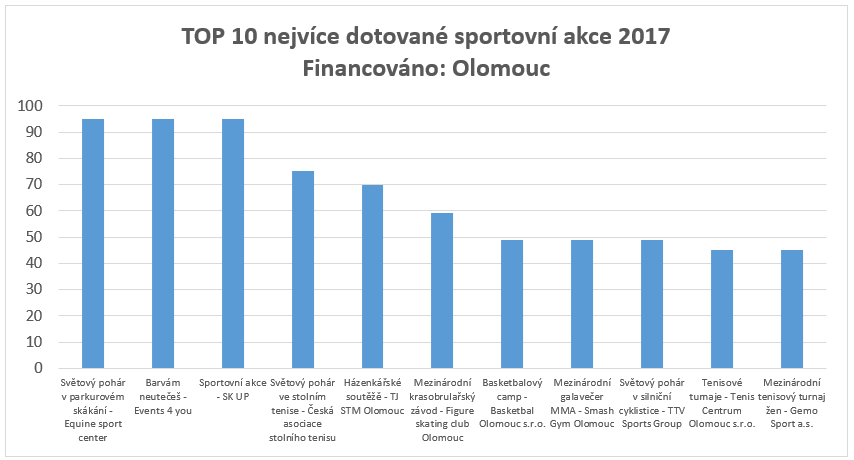 TOP 10 nejvíce dotované sportovní akce 2017
Financováno: Olomouc
100
90
80
70
60
50
40
30
20
10
0
Světový pohár
v parkurovém
skákání -
Equine sport
center
Barvám
neutečeš -
Events 4 you
Sportovní akce
- SK UP
Světový pohár
ve stolním
tenise - Česká
asociace
stolního tenisu
Házenkářské
soutěžě - TJ
STM Olomouc
Mezinárodní
krasobrulařský
závod - Figure
skating club
Olomouc
Basketbalový
camp -
Basketbal
Olomouc s.r.o.
Mezinárodní
galavečer
MMA - Smash
Gym Olomouc
Světový pohár
v silniční
cyklistice - TTV
Sports Group
Tenisové
turnaje - Tenis
Centrum
Olomouc s.r.o.
Mezinárodní
tenisový turnaj
žen - Gemo
Sport a.s.